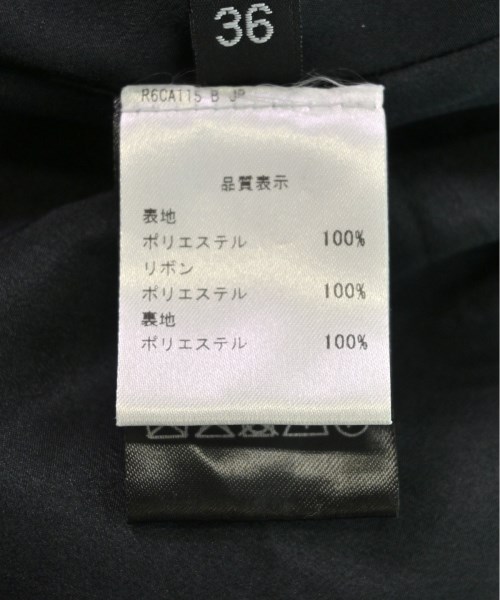 36
R6CA115 B JP
品質表示
表地
ポリエステル 100%
リボン
ポリエステル 100%
裏地
ポリエステル 100%